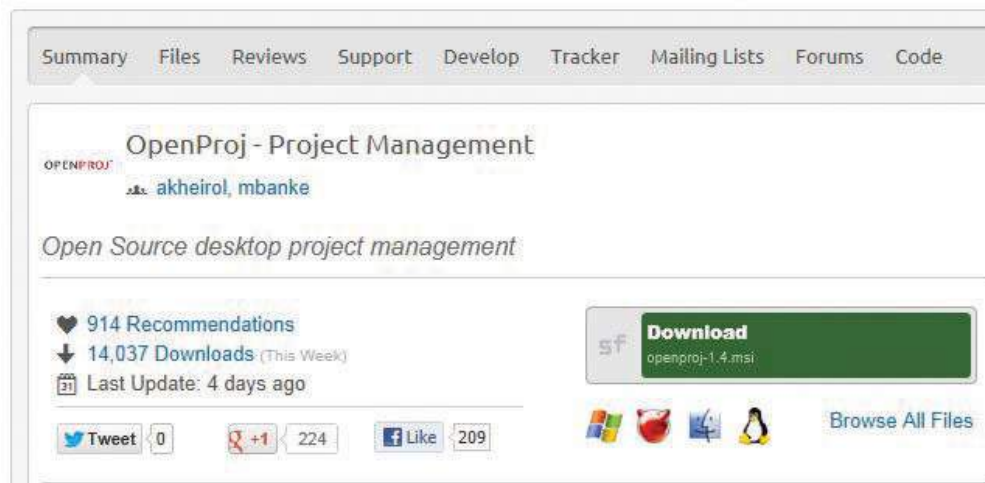 Summary Files Reviews Support Develop Tracker Mailing Lists Forums Code
OpenProj - Project Management
OPENPROJ
akheirol, mbanke
Open Source desktop project management
914 Recommendations
14,037 Downloads (This Week)
31 Last Update: 4 days ago
sf Download
openproj-1.4.msi
Tweet 0 g +1 224 f Like 209
Browse All Files